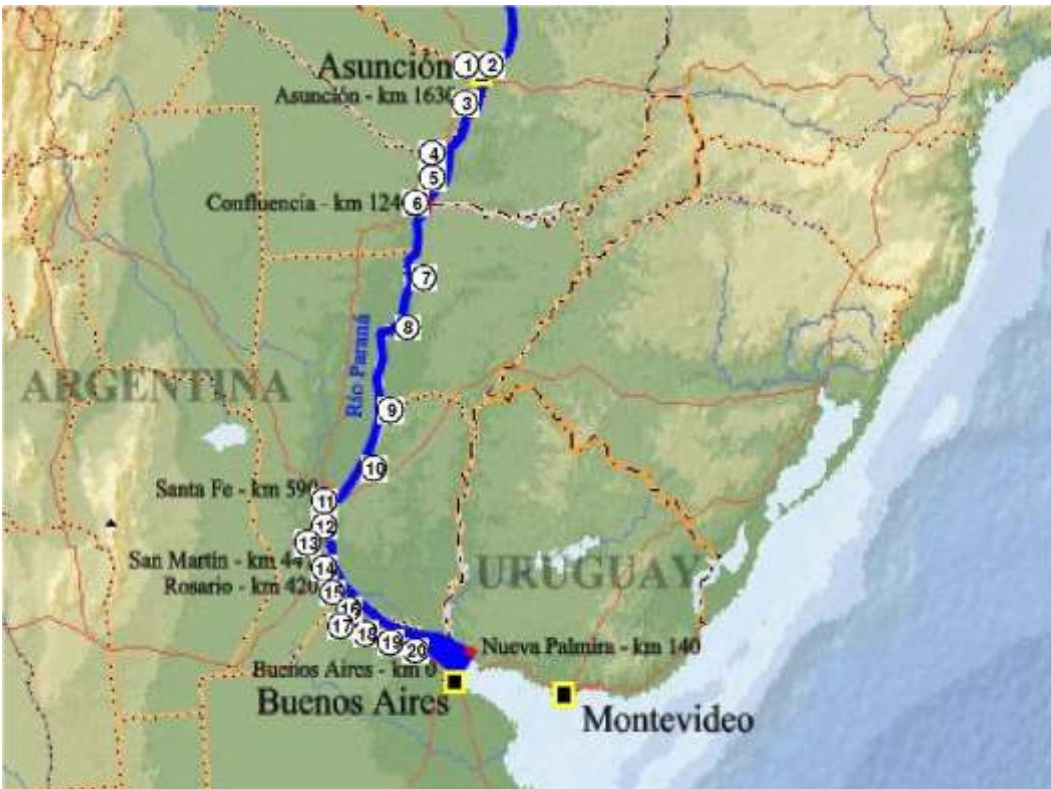 Asunción
1
2
Asunción - km 1630
3
4
5
Confluencia - km 124
6
7
8
Río Paraná
ARGENTINA
9
10
Santa Fe - km 590
11
12
13
San Martín - km 44
14
Rosario - km 420
15
URUGUAY
16
17
18
19
20
Nueva Palmira - km 140
Buenos Aires - km 0
Buenos Aires
Montevideo